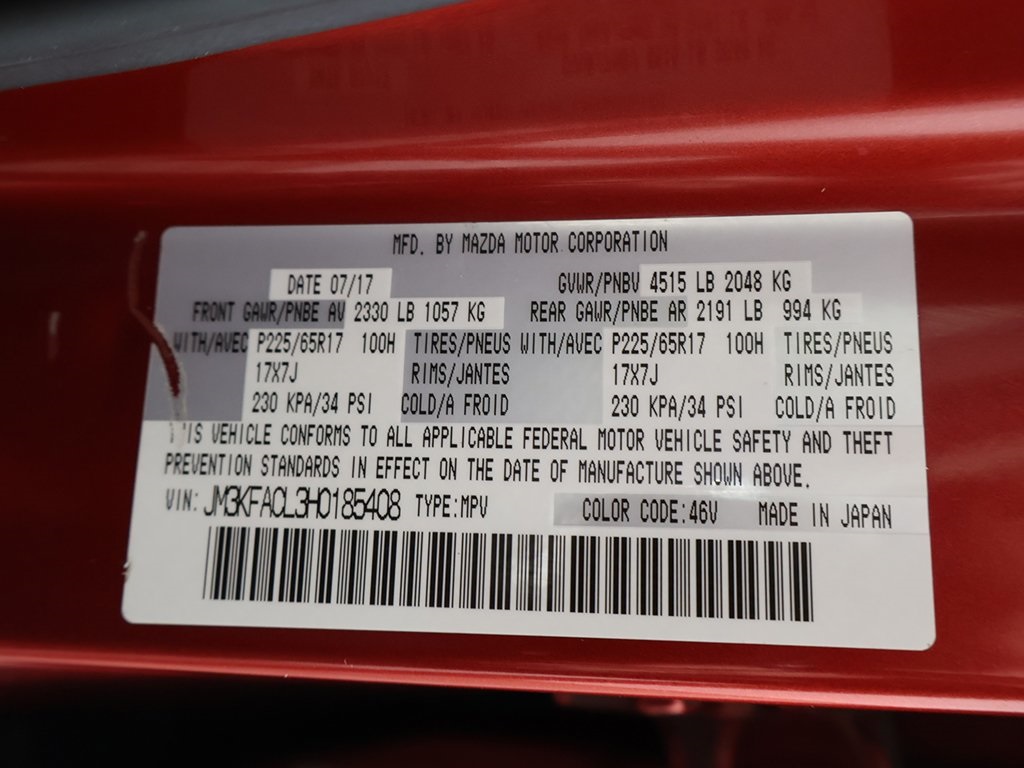 MFD. BY MAZDA MOTOR CORPORATION
DATE 07/17 GVWR/PNBV 4515 LB 2048 KG
FRONT GAWR/PNBE AV 2330 LB 1057 KG REAR GAWR/PNBE AR 2191 LB 994 KG
WITH/AVEC P225/65R17 100H TIRES/PNEUS WITH/AVEC P225/65R17 100H TIRES/PNEUS
17X7J RIMS/JANTES 17X7J RIMS/JANTES
230 KPA/34 PSI COLD/A FROID 230 KPA/34 PSI COLD/A FROID
THIS VEHICLE CONFORMS TO ALL APPLICABLE FEDERAL MOTOR VEHICLE SAFETY AND THEFT
PREVENTION STANDARDS IN EFFECT ON THE DATE OF MANUFACTURE SHOWN ABOVE.
VIN: JM3KFACL3H0185408 TYPE:MPV COLOR CODE:46V MADE IN JAPAN